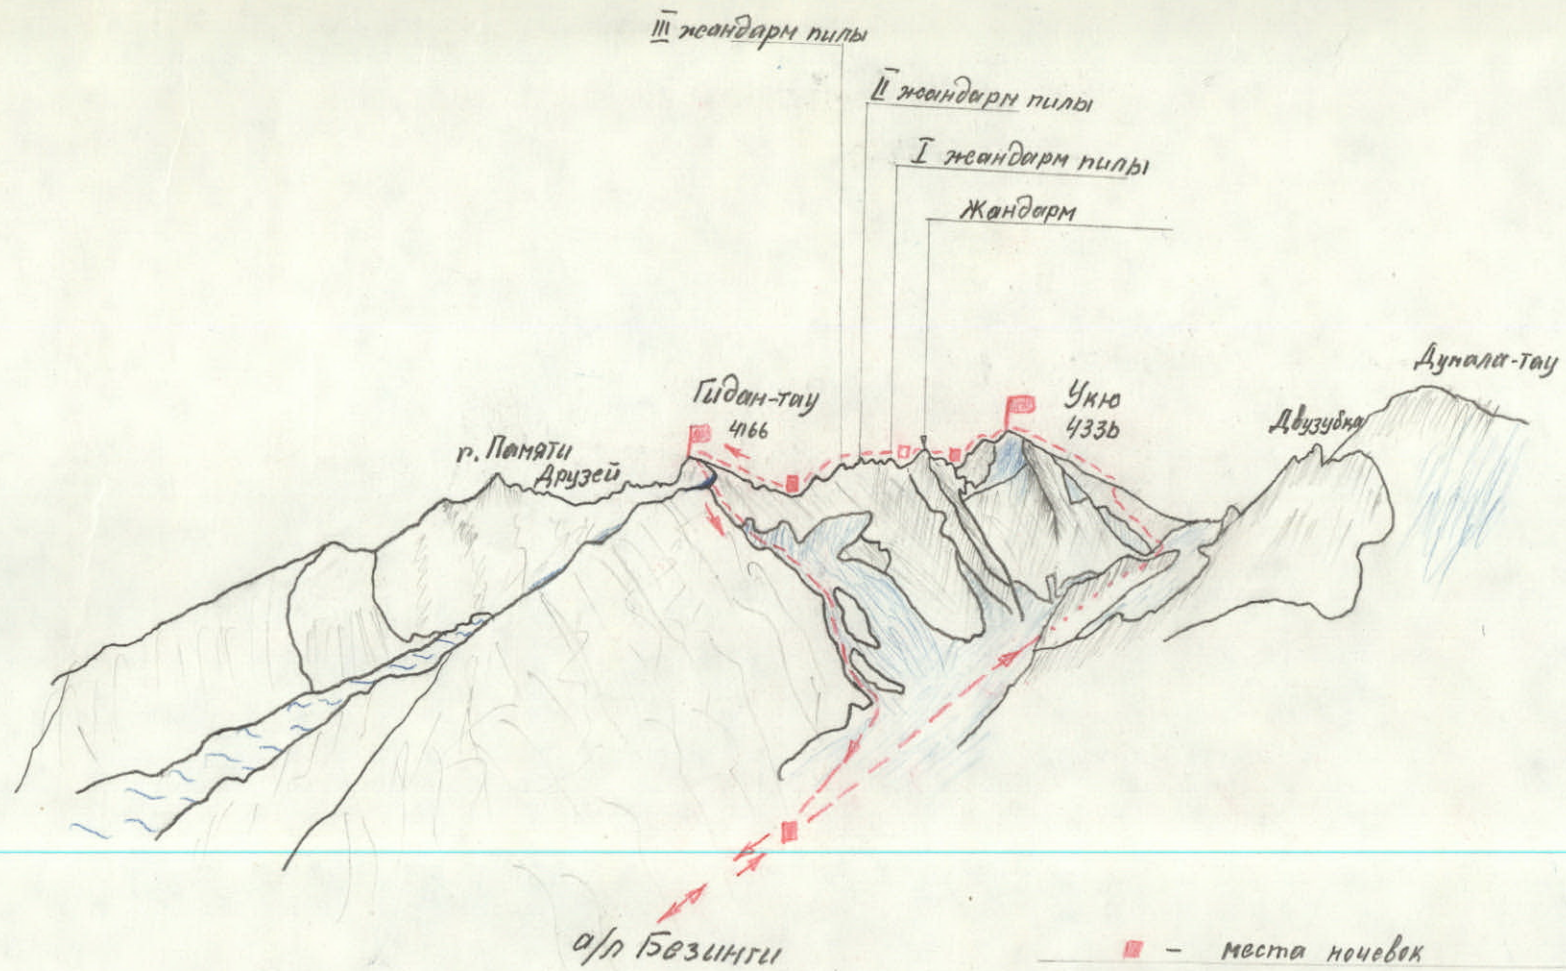 III жандарм пилы
II жандарм пилы
I жандарм пилы
Жандарм
Думала-тау
Гидан-тау
4166
Укю
4336
Двузубка
г. Памяти
Друзей
а/л Безинги
- места ночевок